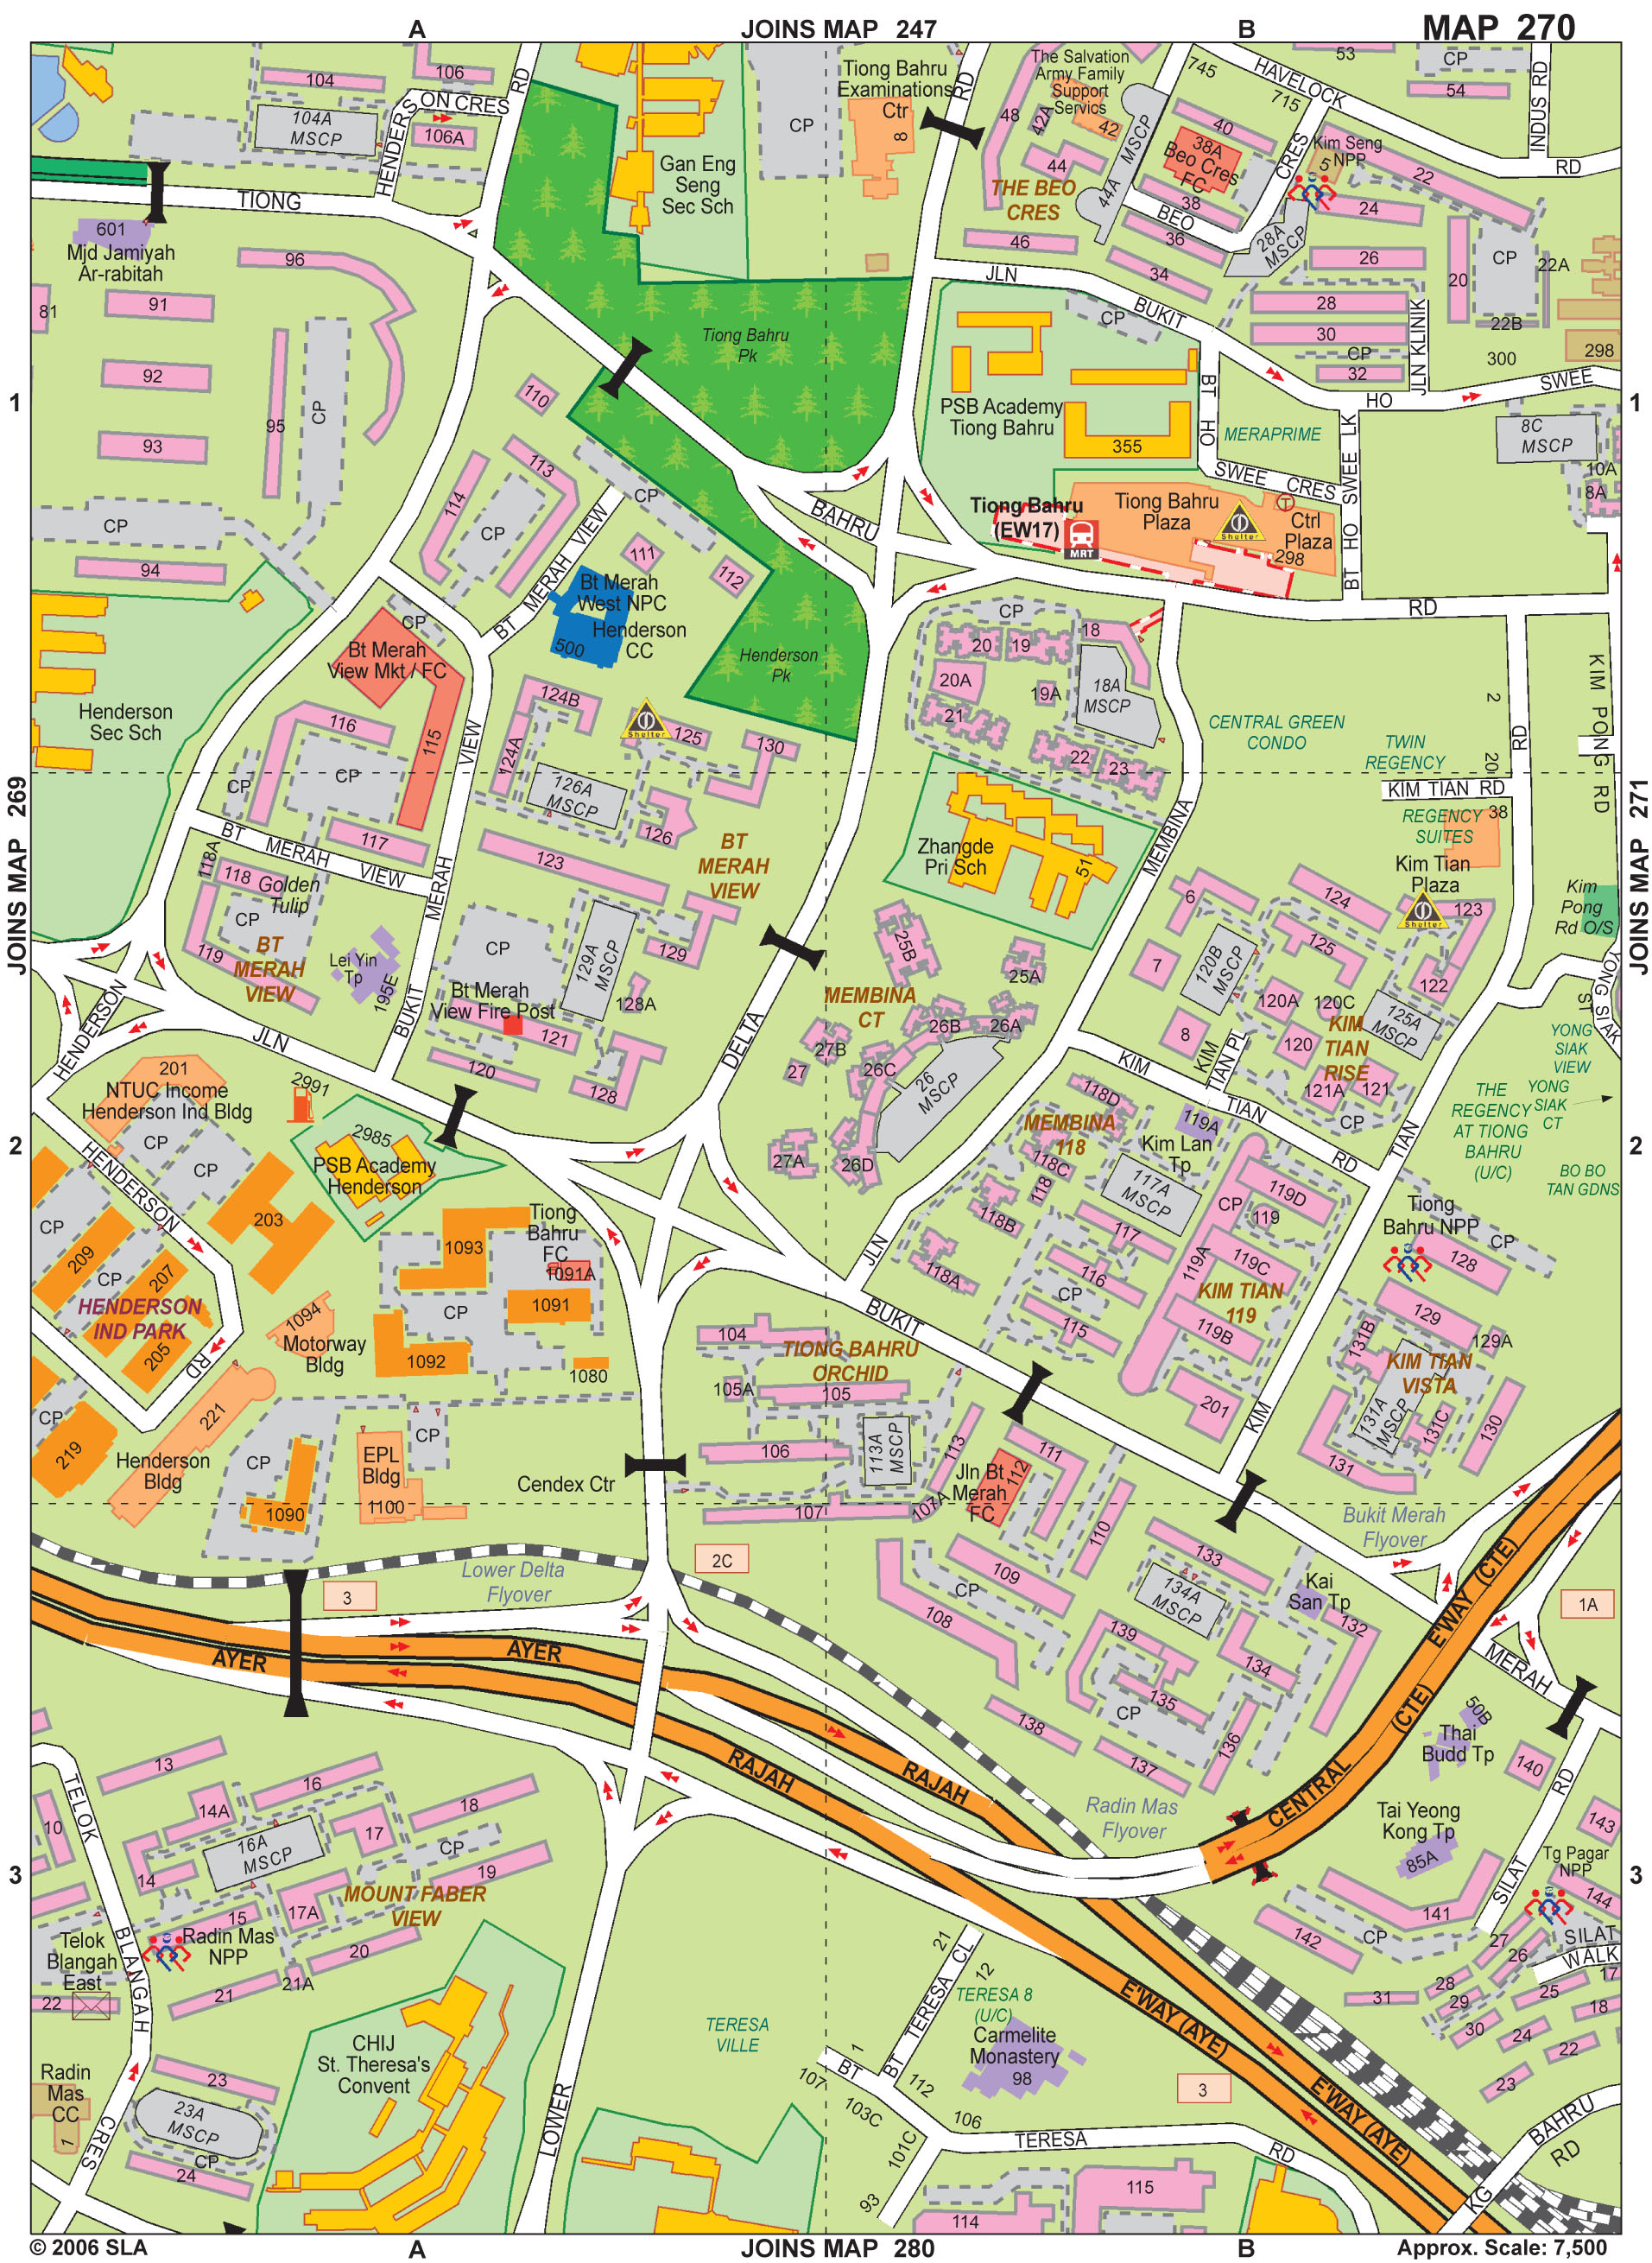 A
JOINS MAP 247
B
MAP 270
104
106
RD
HENDERSON CRES
104A
MSCP
106A
CP
Tiong Bahru
Examinations
Ctr
8
RD
The Salvation
Army Family
Support
Servics
42
48
42A
44
44A MSCP
745
HAVELOCK
715
53
CP
54
INDUS RD
RD
40
38A
Beo Cres
FC
CRES
Kim Seng
NPP
5
22
38
BEO
36
24
28A
MSCP
26
20
CP
22A
TIONG
601
Mjd Jamiyah
Ar-rabitah
Gan Eng
Seng
Sec Sch
THE BEO
CRES
46
JLN
34
28
BUKIT
30
CP
32
JLN KLINIK
22B
300
298
HO
SWEE
81
96
91
92
93
95
CP
CP
94
Tiong Bahru
Pk
CP
PSB Academy
Tiong Bahru
355
BT HO
SWEE CRES
MERAPRIME
BT HO SWEE LK
8C
MSCP
10A
8A
1
1
110
113
114
CP
CP
111
112
BT MERAH VIEW
BAHRU
Tiong Bahru
(EW17)
MRT
Tiong Bahru
Plaza
Shelter
Ctrl
Plaza
298
RD
Bt Merah
West NPC
Henderson
CC
500
CP
Bt Merah
View Mkt / FC
115
116
Henderson
Sec Sch
Henderson
Pk
CP
20
19
18
20A
19A
18A
MSCP
21
22
23
CENTRAL GREEN
CONDO
TWIN
REGENCY
2
20
RD
KIM PONG RD
124B
124A
Shelter
125
130
CP
CP
117
VIEW
126A
MSCP
126
JOINS MAP 269
JOINS MAP 271
KIM TIAN RD
REGENCY
SUITES
38
Kim Tian
Plaza
Shelter
BT MERAH VIEW
118A
118
Golden
Tulip
CP
119
BT
MERAH
VIEW
Lei Yin
Tp
195E
BUKIT
MERAH
123
BT
MERAH
VIEW
CP
129A
MSCP
129
128A
Bt Merah
View Fire Post
121
120
128
Zhangde
Pri Sch
51
MEMBINA
6
124
123
125
7
120B
MSCP
122
Kim
Pong
Rd O/S
25B
25A
MEMBINA
CT
26B
26A
27B
26C
27
26
MSCP
8
120A
120C
125A
MSCP
120
KIM
TIAN
RISE
121A
121
CP
KIM
TIAN PL
YONG SIAK
ST
YONG
SIAK
VIEW
THE
REGENCY
AT TIONG
BAHRU
(U/C)
YONG
SIAK
CT
BO BO
TAN GDNS
HENDERSON
JLN
DELTA
201
NTUC Income
Henderson Ind Bldg
2991
CP
CP
2985
PSB Academy
Henderson
2
2
HENDERSON
RD
KIM
TIAN
RD
118D
MEMBINA
118
119A
Kim Lan
Tp
118C
118
117A
MSCP
27A
26D
118B
118A
CP
119D
119
117
119A
119C
116
KIM TIAN
119
119B
CP
115
TIAN
KIM
Tiong
Bahru NPP
CP
128
129
129A
131B
KIM TIAN
VISTA
131A
MSCP
131C
130
131
201
CP
209
CP
207
HENDERSON
IND PARK
205
203
1094
Motorway
Bldg
1093
Tiong
Bahru
FC
1091A
CP
1091
1092
1080
CP
219
Henderson
Bldg
221
CP
1090
EPL
Bldg
1100
CP
Cendex Ctr
JLN
BUKIT
104
TIONG BAHRU
ORCHID
105A
105
106
113A
MSCP
113
107
107A
Jln Bt
Merah
FC
112
111
110
109
CP
108
133
134A
MSCP
Kai
San Tp
132
134
139
135
CP
138
137
136
Bukit Merah
Flyover
1A
Lower Delta
Flyover
2C
3
AYER
AYER
RAJAH
RAJAH
CENTRAL
(CTE)
E'WAY (CTE)
MERAH
50B
Thai
Budd Tp
140
RD
Radin Mas
Flyover
Tai Yeong
Kong Tp
85A
143
Tg Pagar
NPP
144
SILAT
141
142
CP
SILAT
WALK
27
26
17
28
29
25
18
31
30
24
22
23
3
3
TELOK
BLANGAH
CRES
13
10
14A
16
16A
MSCP
17
18
CP
14
19
MOUNT FABER
VIEW
15
17A
Radin Mas
NPP
20
21A
21
Telok
Blangah
East
22
Radin
Mas
CC
1
23
23A
MSCP
CP
24
CHIJ
St. Theresa's
Convent
LOWER
TERESA
VILLE
21
BT TERESA CL
12
TERESA 8
(U/C)
Carmelite
Monastery
98
E'WAY (AYE)
E'WAY (AYE)
3
1
BT
107
112
103C
106
101C
TERESA
RD
93
114
115
KG
BAHRU
RD
© 2006 SLA
A
JOINS MAP 280
B
Approx. Scale: 7,500